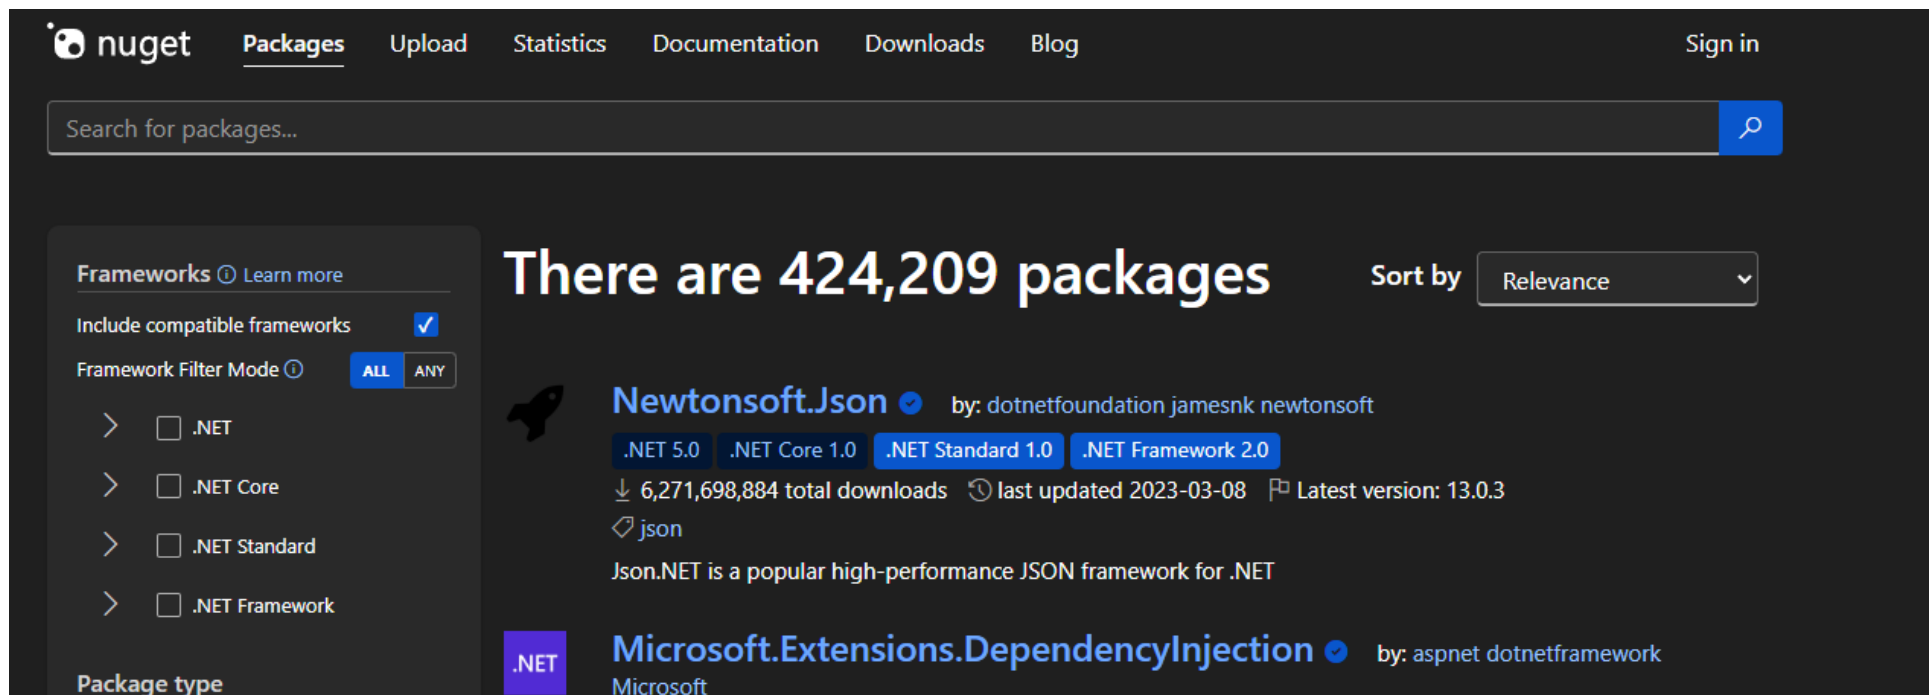 nuget Packages Upload Statistics Documentation Downloads Blog Sign in
Search for packages...
Frameworks Learn more
Include compatible frameworks
Framework Filter Mode ALL ANY
.NET
.NET Core
.NET Standard
.NET Framework
Package type
There are 424,209 packages
Sort by Relevance
Newtonsoft.Json by: dotnetfoundation jamesnk newtonsoft
.NET 5.0 .NET Core 1.0 .NET Standard 1.0 .NET Framework 2.0
6,271,698,884 total downloads last updated 2023-03-08 Latest version: 13.0.3
json
Json.NET is a popular high-performance JSON framework for .NET
.NET
Microsoft.Extensions.DependencyInjection by: aspnet dotnetframework
Microsoft